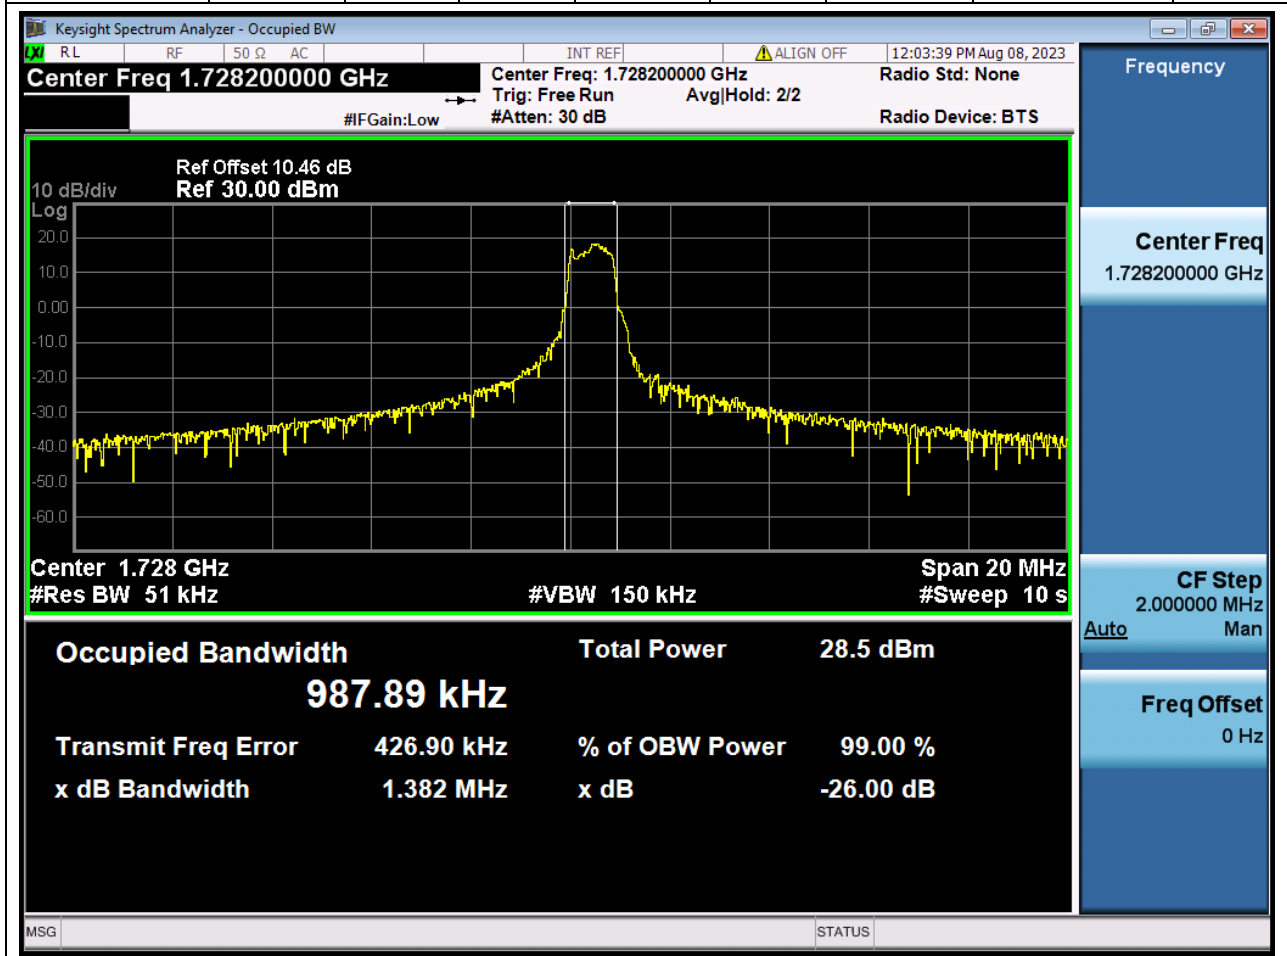 Keysight Spectrum Analyzer - Occupied BW
LXI RL RF 50 Ω AC INT REF ALIGN OFF 12:03:39 PM Aug 08, 2023
Center Freq 1.728200000 GHz
Center Freq: 1.728200000 GHz
Radio Std: None
Trig: Free Run Avg|Hold: 2/2
#IFGain:Low
#Atten: 30 dB
Radio Device: BTS
Ref Offset 10.46 dB
10 dB/div Ref 30.00 dBm
Log
20.0
10.0
0.00
-10.0
-20.0
-30.0
-40.0
-50.0
-60.0
Center 1.728 GHz
Span 20 MHz
#Res BW 51 kHz
#VBW 150 kHz
#Sweep 10 s
Occupied Bandwidth
987.89 kHz
Total Power 28.5 dBm
Transmit Freq Error 426.90 kHz
% of OBW Power 99.00 %
x dB Bandwidth 1.382 MHz
x dB -26.00 dB
MSG
STATUS
Frequency
Center Freq
1.728200000 GHz
CF Step
2.000000 MHz
Auto Man
Freq Offset
0 Hz